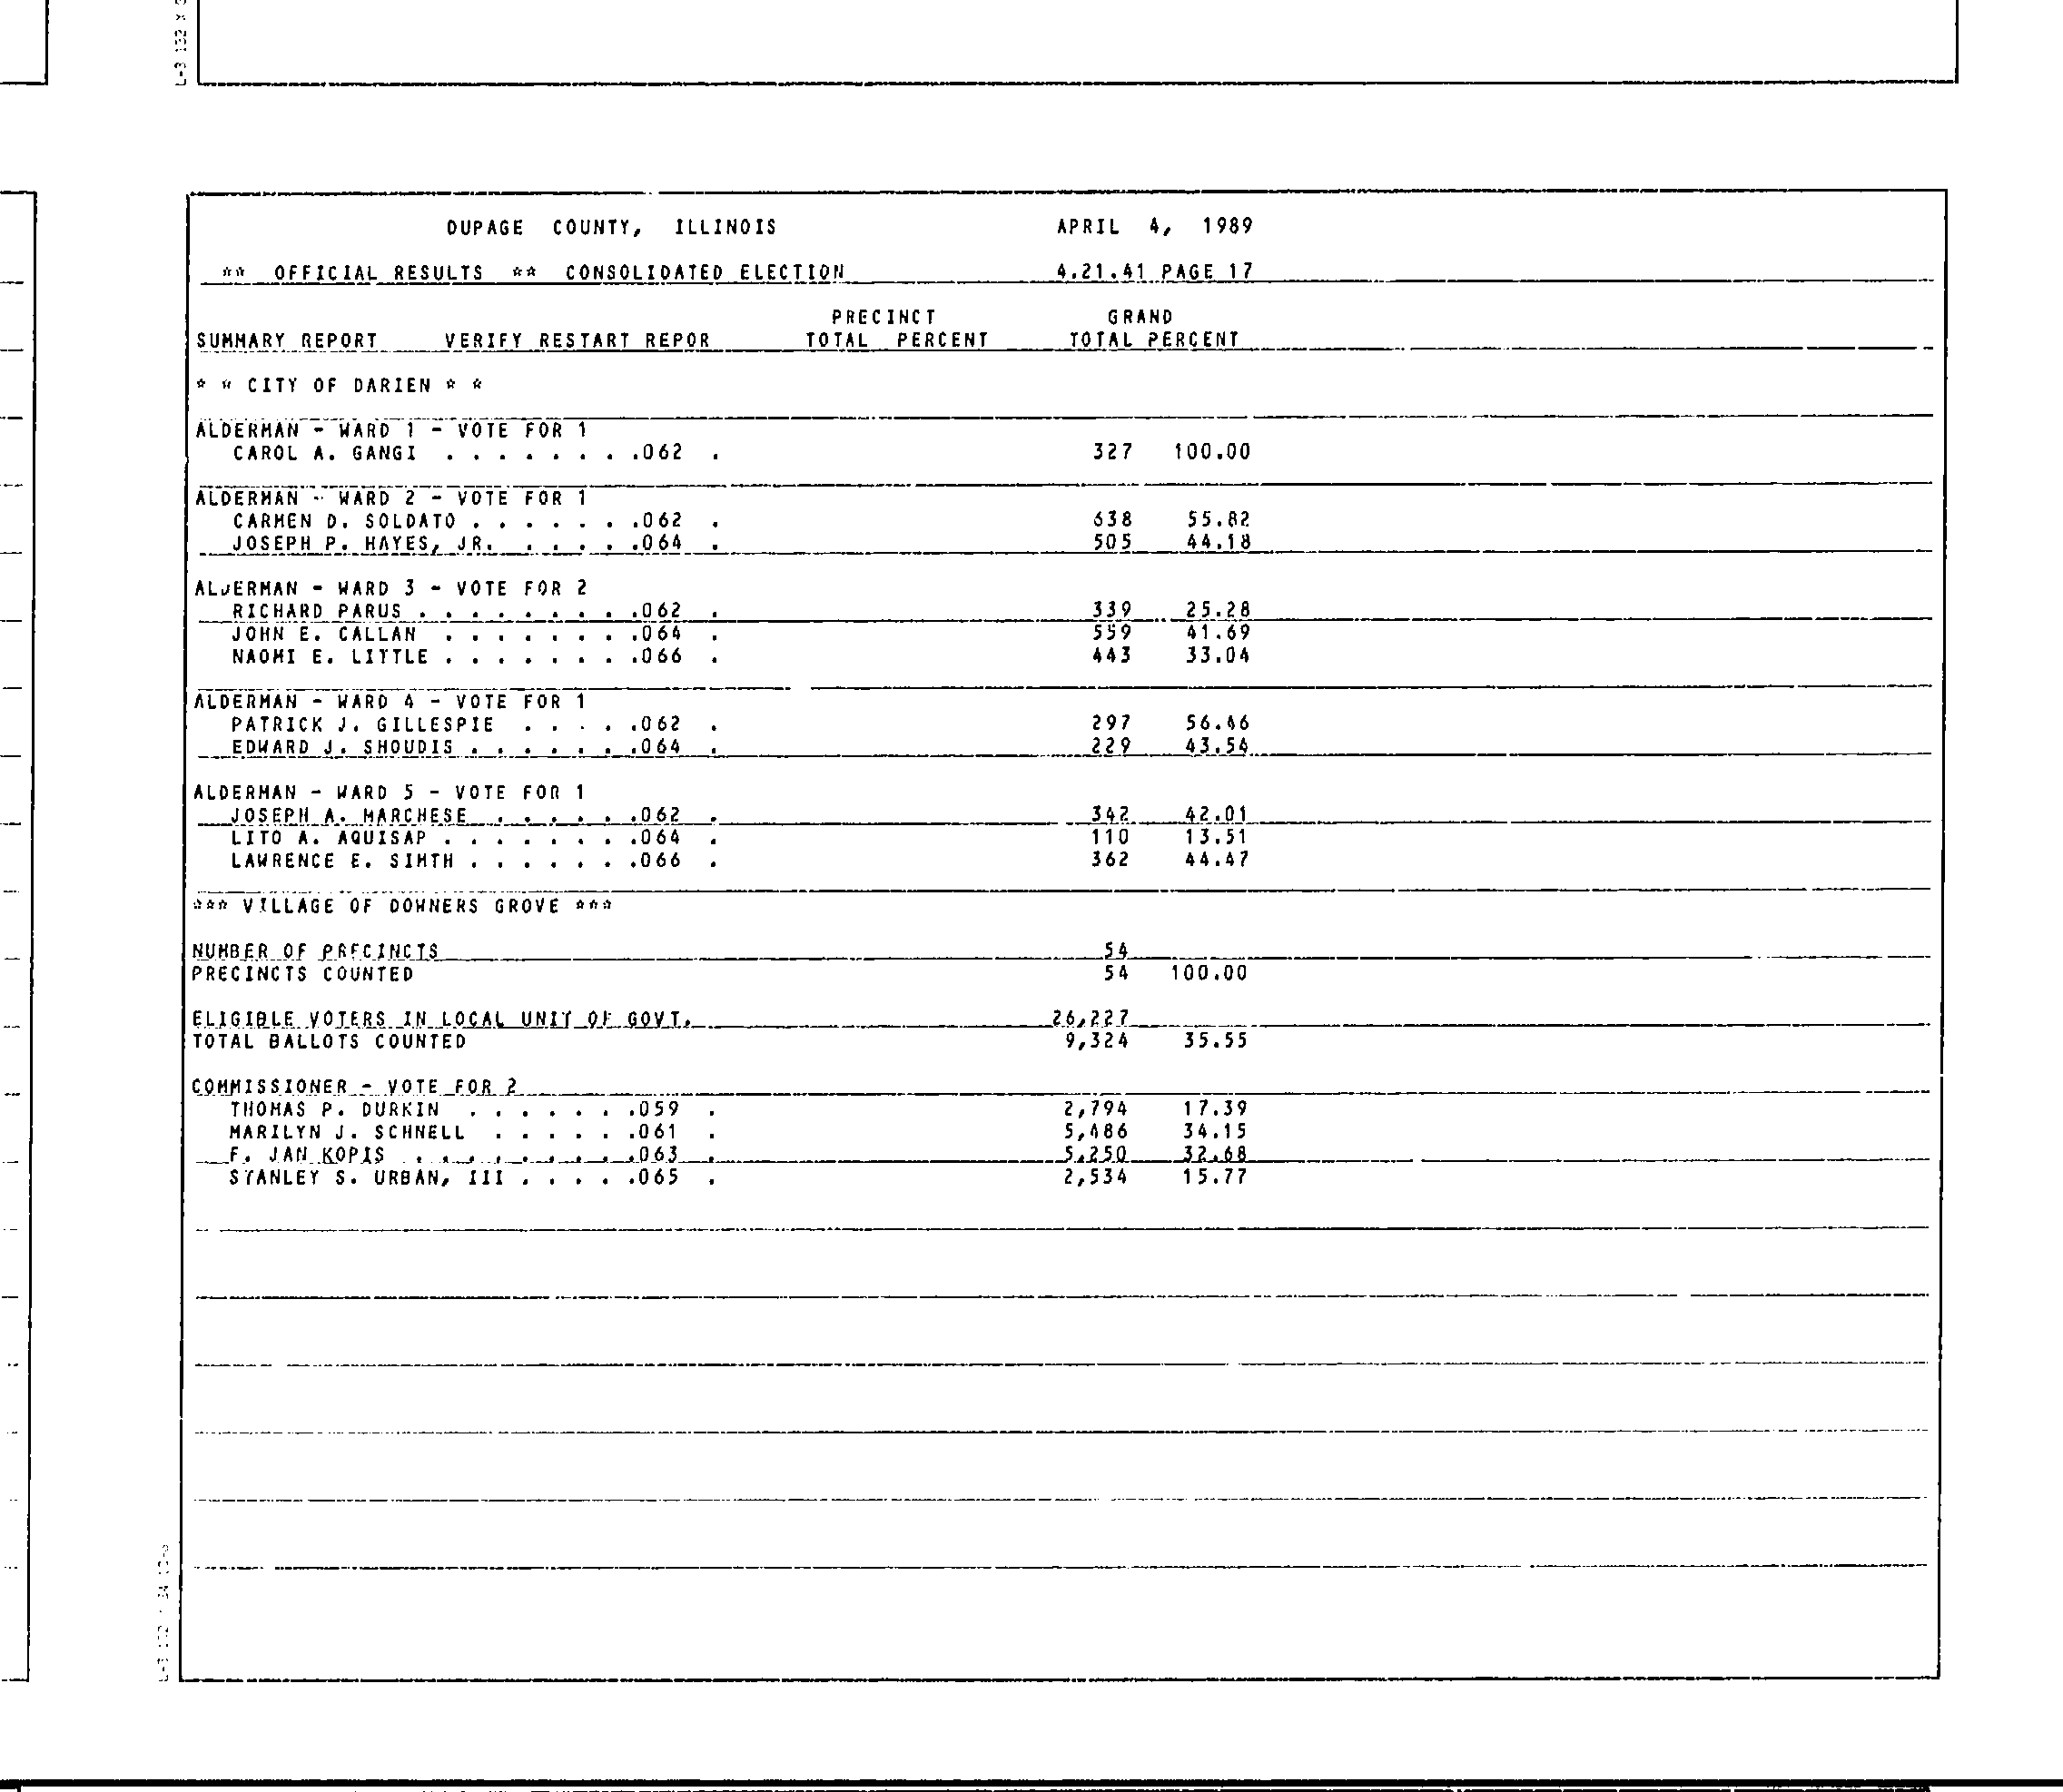 DUPAGE COUNTY, ILLINOIS APRIL 4, 1989
** OFFICIAL RESULTS ** CONSOLIDATED ELECTION 4.21.41 PAGE 17
PRECINCT GRAND
SUMMARY REPORT VERIFY RESTART REPOR TOTAL PERCENT TOTAL PERCENT
* * CITY OF DARIEN * *
ALDERMAN - WARD 1 - VOTE FOR 1
CAROL A. GANGI . . . . . . . .062 . 327 100.00
ALDERMAN - WARD 2 - VOTE FOR 1
CARMEN D. SOLDATO . . . . . . .062 . 638 55.82
JOSEPH P. HAYES, JR. . . . . .064 . 505 44.18
ALDERMAN - WARD 3 - VOTE FOR 2
RICHARD PARUS . . . . . . . . .062 . 339 25.28
JOHN E. CALLAN . . . . . . . .064 . 559 41.69
NAOMI E. LITTLE . . . . . . . .066 . 443 33.04
ALDERMAN - WARD 4 - VOTE FOR 1
PATRICK J. GILLESPIE . . . . .062 . 297 56.46
EDWARD J. SHOUDIS . . . . . . .064 . 229 43.54
ALDERMAN - WARD 5 - VOTE FOR 1
JOSEPH A. MARCHESE . . . . . .062 . 342 42.01
LITO A. AQUISAP . . . . . . . .064 . 110 13.51
LAWRENCE E. SIMTH . . . . . . .066 . 362 44.47
*** VILLAGE OF DOWNERS GROVE ***
NUMBER OF PRECINCTS 54
PRECINCTS COUNTED 54 100.00
ELIGIBLE VOTERS IN LOCAL UNIT OF GOVT. 26,227
TOTAL BALLOTS COUNTED 9,324 35.55
COMMISSIONER - VOTE FOR 2
THOMAS P. DURKIN . . . . . . .059 . 2,794 17.39
MARILYN J. SCHNELL . . . . . .061 . 5,486 34.15
F. JAN KOPIS . . . . . . . . .063 . 5,250 32.68
STANLEY S. URBAN, III . . . . .065 . 2,534 15.77